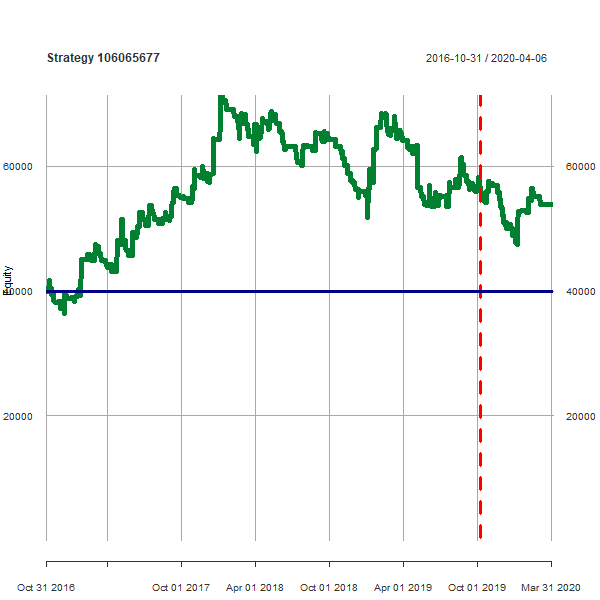 Strategy 106065677
2016-10-31 / 2020-04-06
60000
60000
Equity
40000
40000
20000
20000
Oct 31 2016
Oct 01 2017
Apr 01 2018
Oct 01 2018
Apr 01 2019
Oct 01 2019
Mar 31 2020